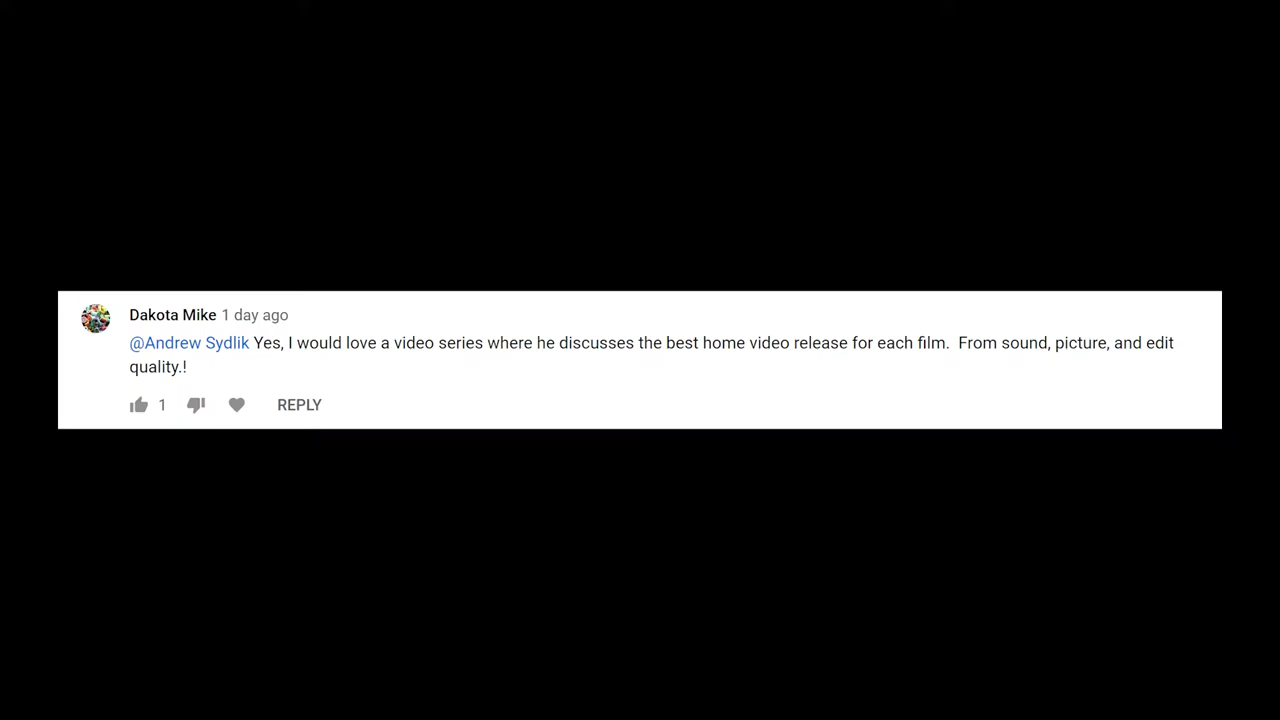 Dakota Mike 1 day ago
@Andrew Sydlik Yes, I would love a video series where he discusses the best home video release for each film.  From sound, picture, and edit
quality.!
1 REPLY